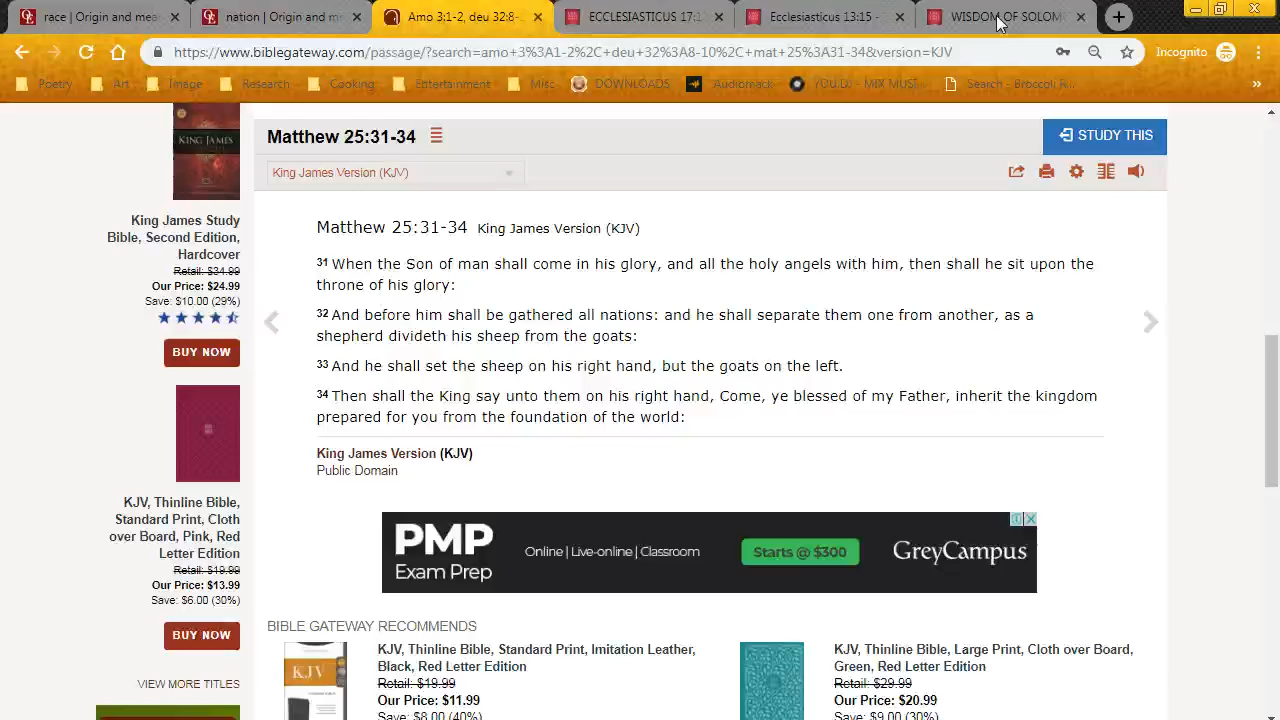 race | Origin and mea
nation | Origin and m
Amo 3:1-2, deu 32:8-
ECCLESIASTICUS 17:1
Ecclesiasticus 13:15 -
WISDOM OF SOLOM
https://www.biblegateway.com/passage/?search=amo+3%3A1-2%2C+deu+32%3A8-10%2C+mat+25%3A31-34&version=KJV
Incognito
Poetry
Art
Image
Research
Cooking
Entertainment
Misc
DOWNLOADS
Audiomack
YOU.DJ - MIX MUSI...
Search - Broccoli R...
KING JAMES
King James Study
Bible, Second Edition,
Hardcover
Retail: $34.99
Our Price: $24.99
Save: $10.00 (29%)
BUY NOW
KJV, Thinline Bible,
Standard Print, Cloth
over Board, Pink, Red
Letter Edition
Retail: $19.99
Our Price: $13.99
Save: $6.00 (30%)
BUY NOW
VIEW MORE TITLES
Matthew 25:31-34
STUDY THIS
King James Version (KJV)
Matthew 25:31-34 King James Version (KJV)
31 When the Son of man shall come in his glory, and all the holy angels with him, then shall he sit upon the
throne of his glory:
32 And before him shall be gathered all nations: and he shall separate them one from another, as a
shepherd divideth his sheep from the goats:
33 And he shall set the sheep on his right hand, but the goats on the left.
34 Then shall the King say unto them on his right hand, Come, ye blessed of my Father, inherit the kingdom
prepared for you from the foundation of the world:
King James Version (KJV)
Public Domain
PMP
Exam Prep
Online | Live-online | Classroom
Starts @ $300
GreyCampus
BIBLE GATEWAY RECOMMENDS
KJV
KJV, Thinline Bible, Standard Print, Imitation Leather,
Black, Red Letter Edition
Retail: $19.99
Our Price: $11.99
Save: $8.00 (40%)
KJV, Thinline Bible, Large Print, Cloth over Board,
Green, Red Letter Edition
Retail: $29.99
Our Price: $20.99
Save: $9.00 (30%)